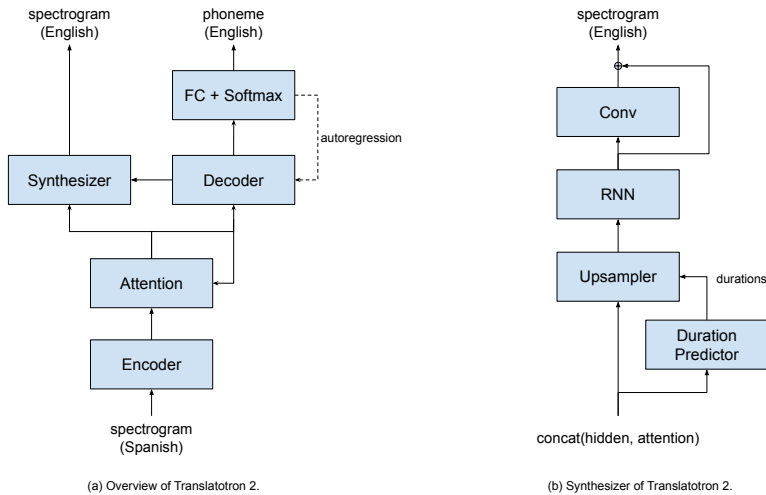 spectrogram
(English)
phoneme
(English)
FC + Softmax
autoregression
Synthesizer
Decoder
Attention
Encoder
spectrogram
(Spanish)
(a) Overview of Translatotron 2.
spectrogram
(English)
Conv
RNN
Upsampler
durations
Duration
Predictor
concat(hidden, attention)
(b) Synthesizer of Translatotron 2.